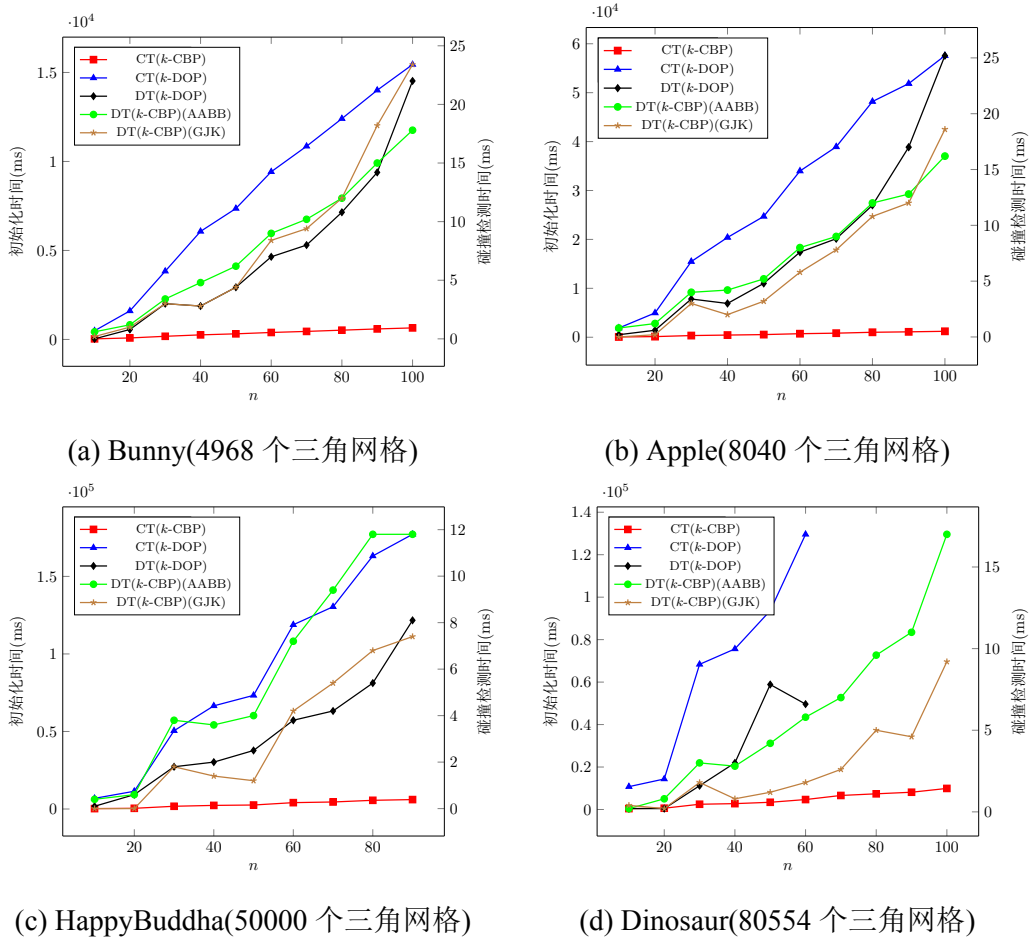 ·10^4
1.5
1
0.5
0
25
20
15
10
5
0
20 40 60 80 100
n
初始化时间(ms)
碰撞检测时间(ms)
CT(k-CBP)
CT(k-DOP)
DT(k-DOP)
DT(k-CBP)(AABB)
DT(k-CBP)(GJK)
(a) Bunny(4968 个三角网格)
·10^4
6
5
4
3
2
1
0
25
20
15
10
5
0
20 40 60 80 100
n
初始化时间(ms)
碰撞检测时间(ms)
CT(k-CBP)
CT(k-DOP)
DT(k-DOP)
DT(k-CBP)(AABB)
DT(k-CBP)(GJK)
(b) Apple(8040 个三角网格)
·10^5
1.5
1
0.5
0
12
10
8
6
4
2
0
20 40 60 80
n
初始化时间(ms)
碰撞检测时间(ms)
CT(k-CBP)
CT(k-DOP)
DT(k-DOP)
DT(k-CBP)(AABB)
DT(k-CBP)(GJK)
(c) HappyBuddha(50000 个三角网格)
·10^5
1.4
1.2
1
0.8
0.6
0.4
0.2
0
15
10
5
0
20 40 60 80 100
n
初始化时间(ms)
碰撞检测时间(ms)
CT(k-CBP)
CT(k-DOP)
DT(k-DOP)
DT(k-CBP)(AABB)
DT(k-CBP)(GJK)
(d) Dinosaur(80554 个三角网格)